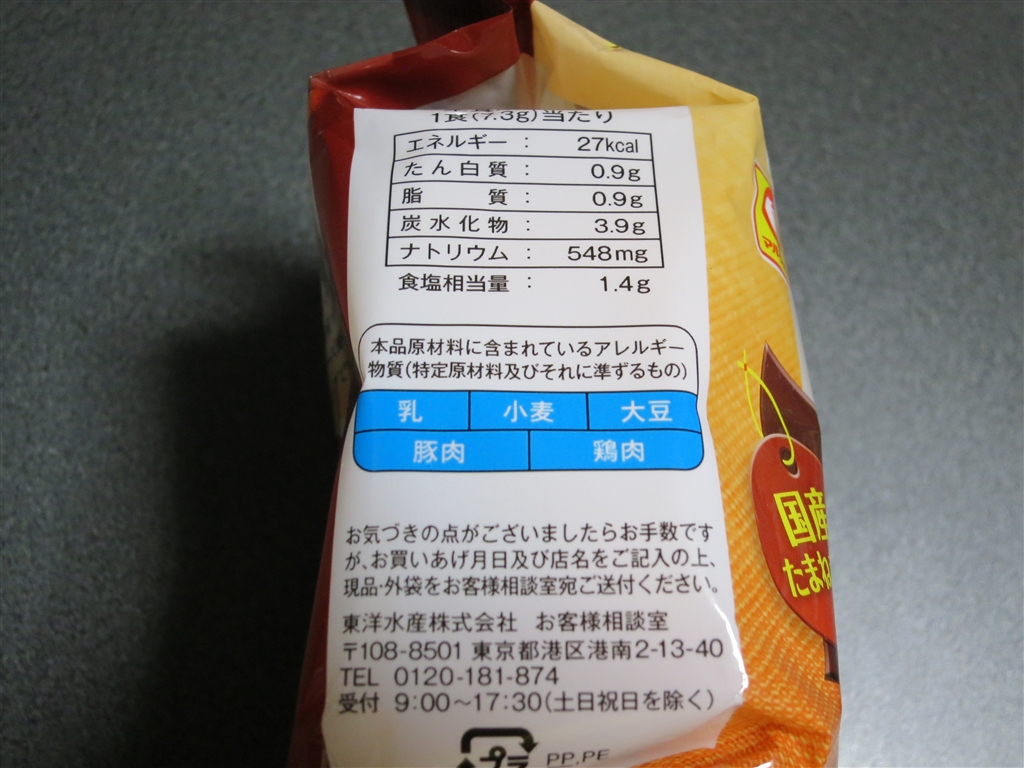 1食(7.3g)当たり
エネルギー : 27kcal
たん白質 : 0.9g
脂質 : 0.9g
炭水化物 : 3.9g
ナトリウム : 548mg
食塩相当量 : 1.4g
本品原材料に含まれているアレルギー
物質(特定原材料及びそれに準ずるもの)
乳 小麦 大豆
豚肉 鶏肉
お気づきの点がございましたらお手数です
が、お買いあげ月日及び店名をご記入の上、
現品・外袋をお客様相談室宛ご送付ください。
東洋水産株式会社 お客様相談室
〒108-8501 東京都港区港南2-13-40
TEL 0120-181-874
受付 9:00〜17:30(土日祝日を除く)
プラ PP,PE
マル
国産
たまね